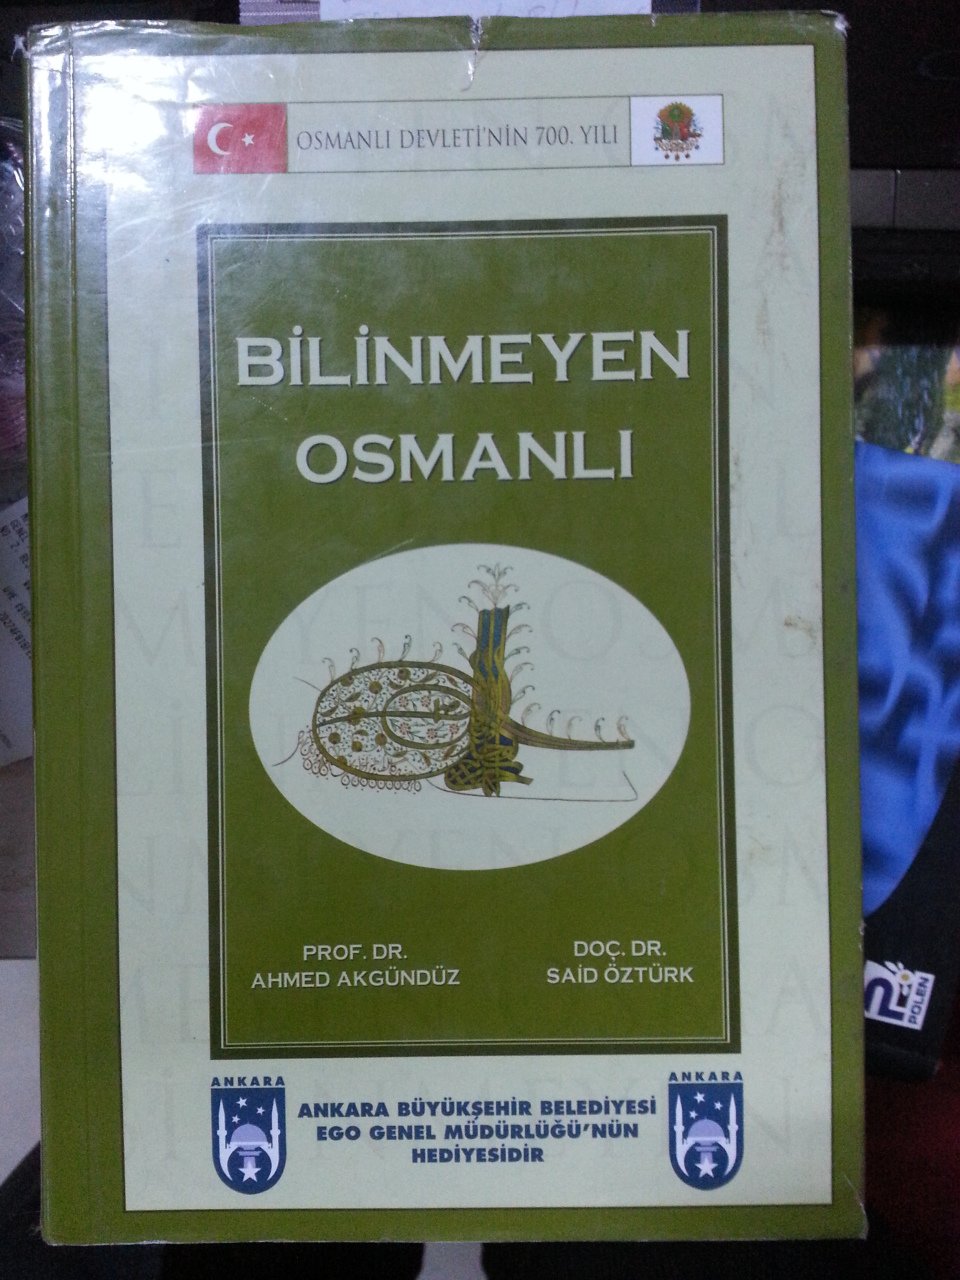 OSMANLI DEVLETİ'NİN 700. YILI
BİLİNMEYEN
OSMANLI
PROF. DR.
AHMED AKGÜNDÜZ
DOÇ. DR.
SAİD ÖZTÜRK
ANKARA
ANKARA BÜYÜKŞEHİR BELEDİYESİ
EGO GENEL MÜDÜRLÜĞÜ'NÜN
HEDİYESİDİR
ANKARA
POLEN